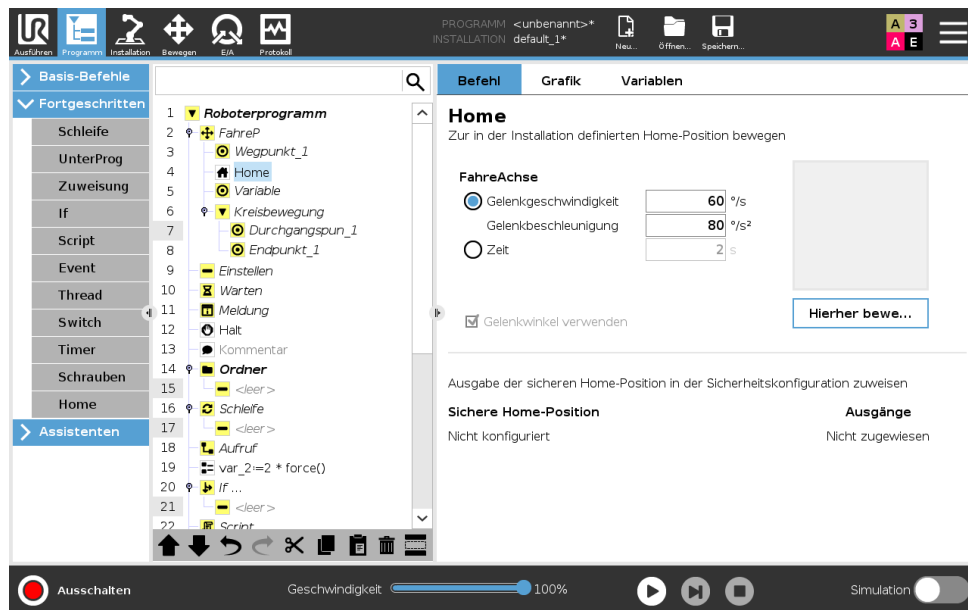 PROGRAMM <unbenannt>*
INSTALLATION default_1*
A 3
A E
Ausführen Programm Installation Bewegen E/A Protokoll Neu... Öffnen... Speichern...
Basis-Befehle
Fortgeschritten
Schleife
UnterProg
Zuweisung
If
Script
Event
Thread
Switch
Timer
Schrauben
Home
Assistenten
1 Roboterprogramm
2 FahreP
3 Wegpunkt_1
4 Home
5 Variable
6 Kreisbewegung
7 Durchgangspun_1
8 Endpunkt_1
9 Einstellen
10 Warten
11 Meldung
12 Halt
13 Kommentar
14 Ordner
15 <leer>
16 Schleife
17 <leer>
18 Aufruf
19 var_2:=2 * force()
20 If ...
21 <leer>
22 Script
Befehl Grafik Variablen
Home
Zur in der Installation definierten Home-Position bewegen
FahreAchse
Gelenkgeschwindigkeit 60 °/s
Gelenkbeschleunigung 80 °/s²
Zeit 2 s
Gelenkwinkel verwenden
Hierher bewe...
Ausgabe der sicheren Home-Position in der Sicherheitskonfiguration zuweisen
Sichere Home-Position Ausgänge
Nicht konfiguriert Nicht zugewiesen
Ausschalten Geschwindigkeit 100% Simulation